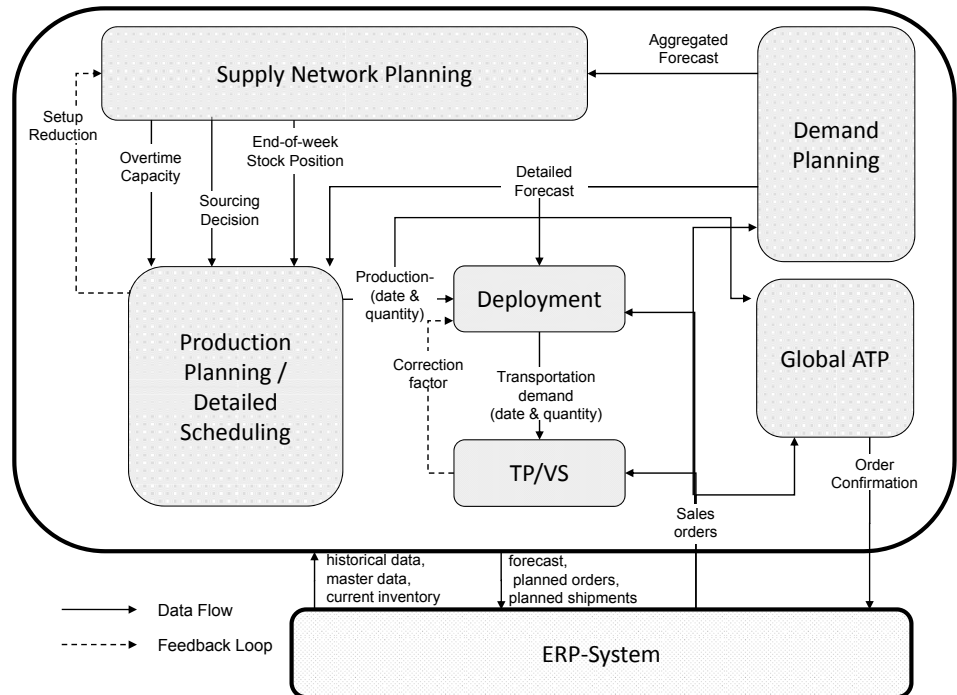 Supply Network Planning
Aggregated
Forecast
Demand
Planning
Setup
Reduction
Overtime
Capacity
Sourcing
Decision
End-of-week
Stock Position
Detailed
Forecast
Production
Planning /
Detailed
Scheduling
Production-
(date &
quantity)
Deployment
Global ATP
Correction
factor
Transportation
demand
(date & quantity)
TP/VS
Order
Confirmation
Sales
orders
historical data,
master data,
current inventory
forecast,
planned orders,
planned shipments
Data Flow
Feedback Loop
ERP-System